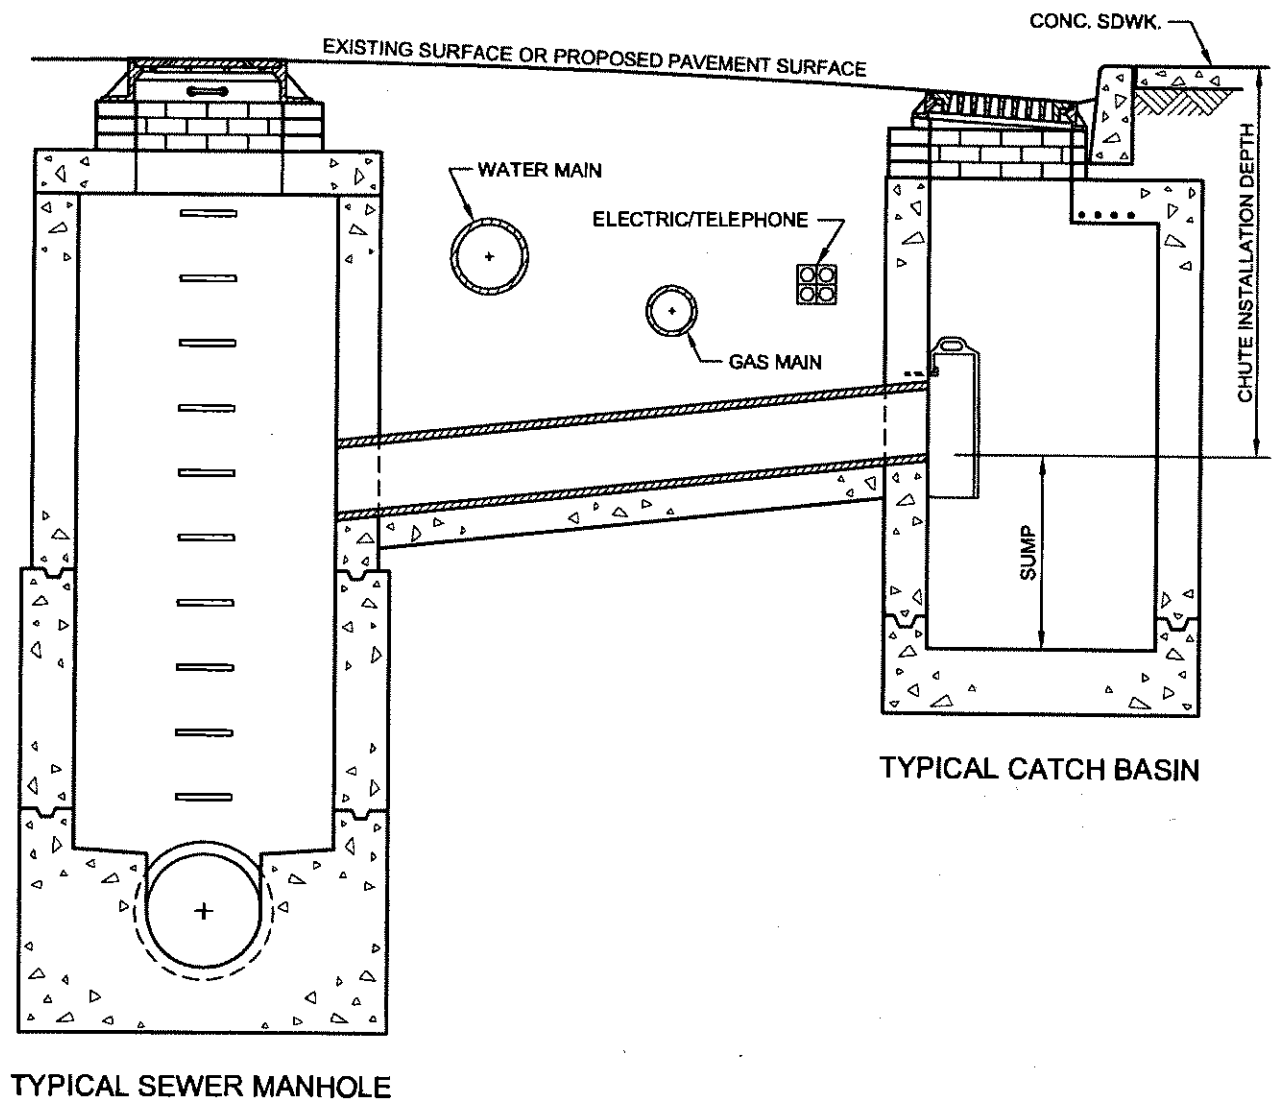 CONC. SDWK.
EXISTING SURFACE OR PROPOSED PAVEMENT SURFACE
WATER MAIN
ELECTRIC/TELEPHONE
GAS MAIN
CHUTE INSTALLATION DEPTH
SUMP
TYPICAL CATCH BASIN
TYPICAL SEWER MANHOLE